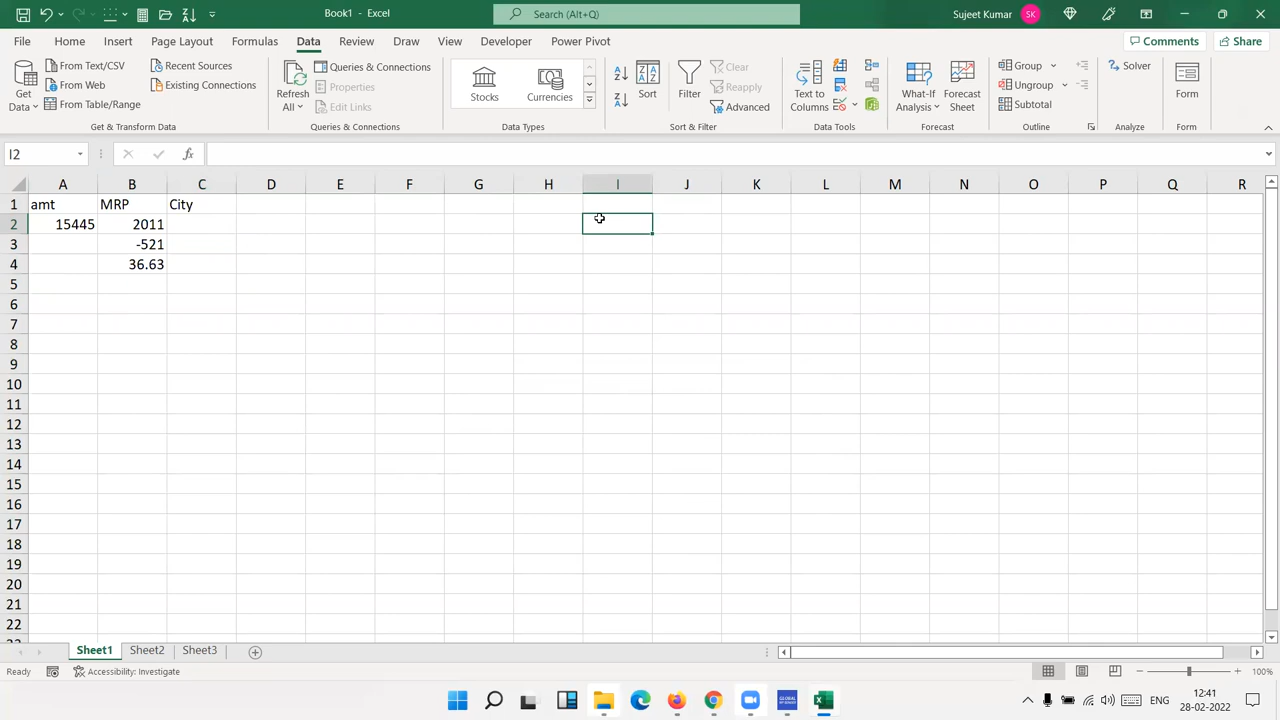 Book1 - Excel
Search (Alt+Q)
Sujeet Kumar
SK
File
Home
Insert
Page Layout
Formulas
Data
Review
Draw
View
Developer
Power Pivot
Comments
Share
Get Data
From Text/CSV
From Web
From Table/Range
Recent Sources
Existing Connections
Get & Transform Data
Refresh All
Queries & Connections
Properties
Edit Links
Queries & Connections
Stocks
Currencies
Data Types
Sort
Filter
Clear
Reapply
Advanced
Sort & Filter
Text to Columns
Data Tools
What-If Analysis
Forecast Sheet
Forecast
Group
Ungroup
Subtotal
Outline
Solver
Analyze
Form
Form
I2
fx
A B C D E F G H I J K L M N O P Q R
1 amt MRP City
2 15445 2011
3 -521
4 36.63
5
6
7
8
9
10
11
12
13
14
15
16
17
18
19
20
21
22
Sheet1
Sheet2
Sheet3
Ready
Accessibility: Investigate
100%
ENG
12:41
28-02-2022